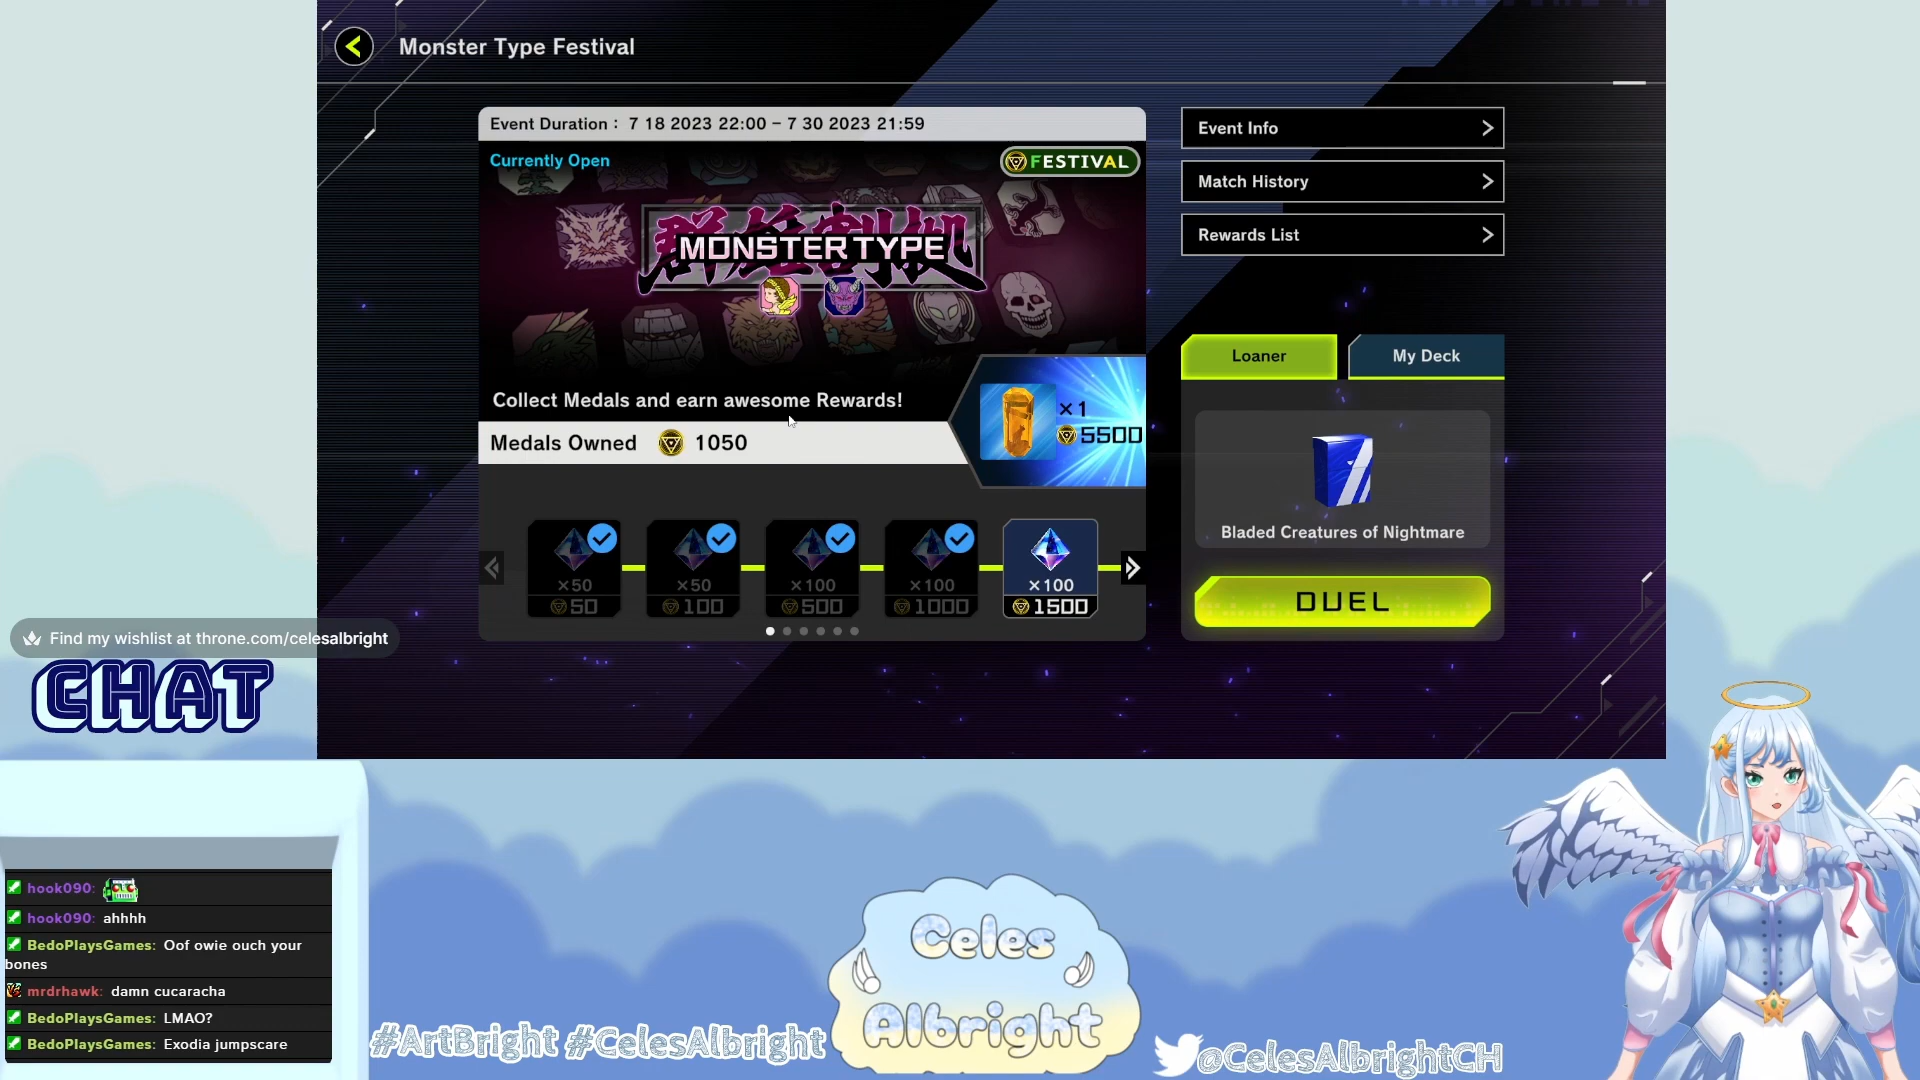 Monster Type Festival
Event Duration : 7 18 2023 22:00 - 7 30 2023 21:59
Currently Open
FESTIVAL
MONSTERTYPE
Collect Medals and earn awesome Rewards!
×1
5500
Medals Owned 1050
×50
50
×50
100
×100
500
×100
1000
×100
1500
Event Info
Match History
Rewards List
Loaner
My Deck
Bladed Creatures of Nightmare
DUEL
Find my wishlist at throne.com/celesalbright
CHAT
hook090:
hook090: ahhhh
BedoPlaysGames: Oof owie ouch your
bones
mrdrhawk: damn cucaracha
BedoPlaysGames: LMAO?
BedoPlaysGames: Exodia jumpscare
#ArtBright #CelesAlbright
Celes
Albright
@CelesAlbrightCH